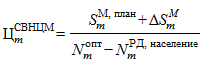 Ц_m^СВНЦМ = (S_m^М, план + ΔS_m^М) / (N_m^опт − N_m^РД, население)